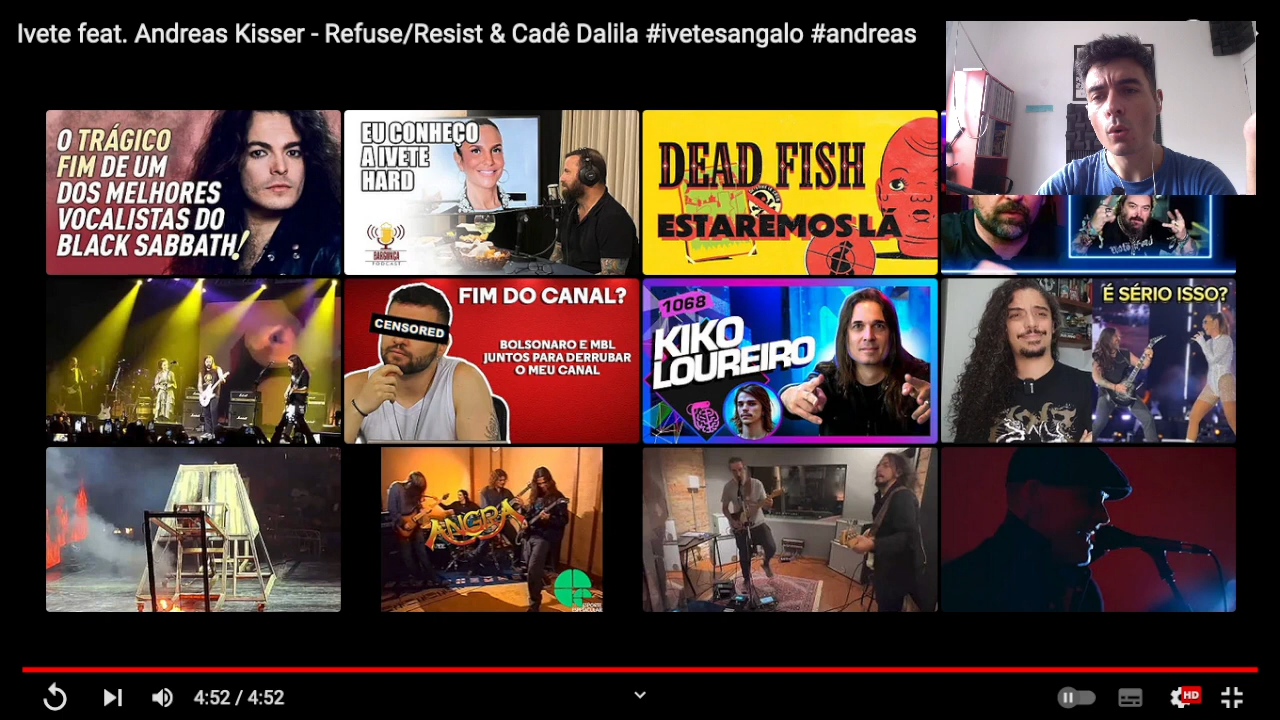 Ivete feat. Andreas Kisser - Refuse/Resist & Cadê Dalila #ivetesangalo #andreas
O TRÁGICO
FIM DE UM
DOS MELHORES
VOCALISTAS DO
BLACK SABBATH!
EU CONHEÇO
A IVETE
HARD
PODCAST
DEAD FISH
ESTAREMOS LÁ
FIM DO CANAL?
CENSORED
BOLSONARO E MBL
JUNTOS PARA DERRUBAR
O MEU CANAL
1068
KIKO
LOUREIRO
É SÉRIO ISSO?
ANGRA
4:52 / 4:52
HD